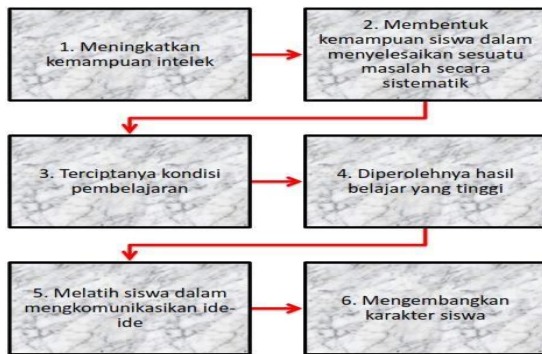 1. Meningkatkan
kemampuan intelek
2. Membentuk
kemampuan siswa dalam
menyelesaikan sesuatu
masalah secara
sistematik
3. Terciptanya kondisi
pembelajaran
4. Diperolehnya hasil
belajar yang tinggi
5. Melatih siswa dalam
mengkomunikasikan ide-
ide
6. Mengembangkan
karakter siswa